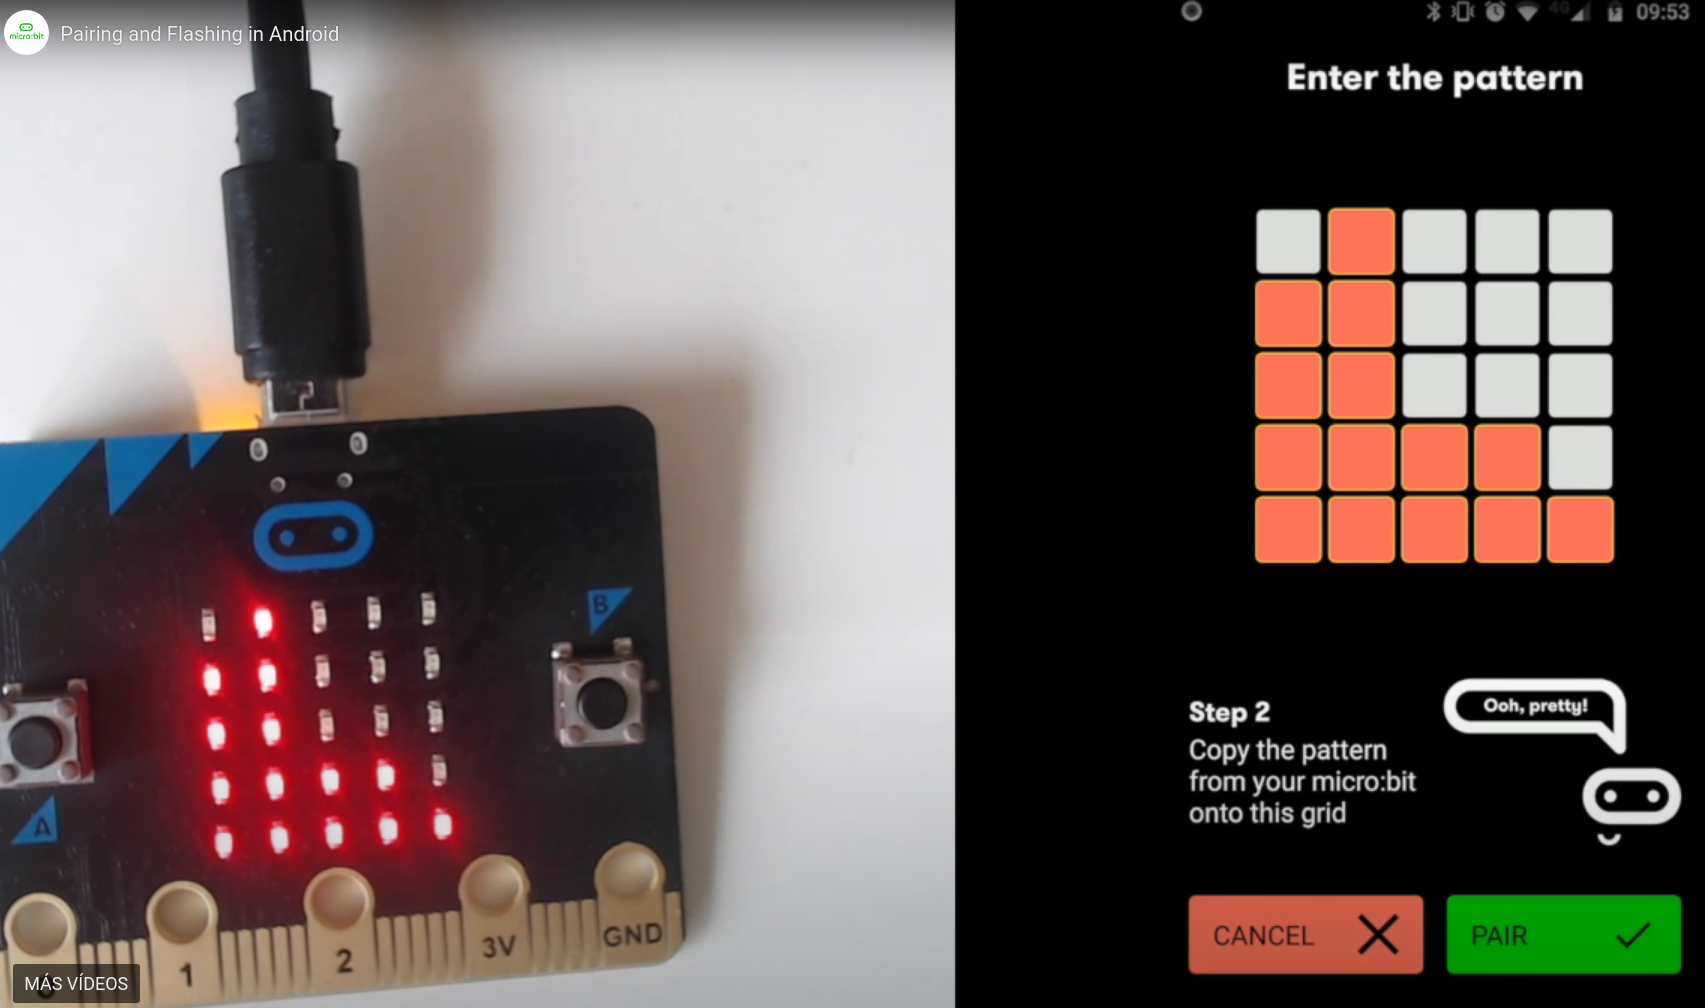 micro:bit
Pairing and Flashing in Android
4G
09:53
Enter the pattern
B
A
1
2
3V
GND
Step 2
Copy the pattern
from your micro:bit
onto this grid
Ooh, pretty!
CANCEL
PAIR
MÁS VÍDEOS